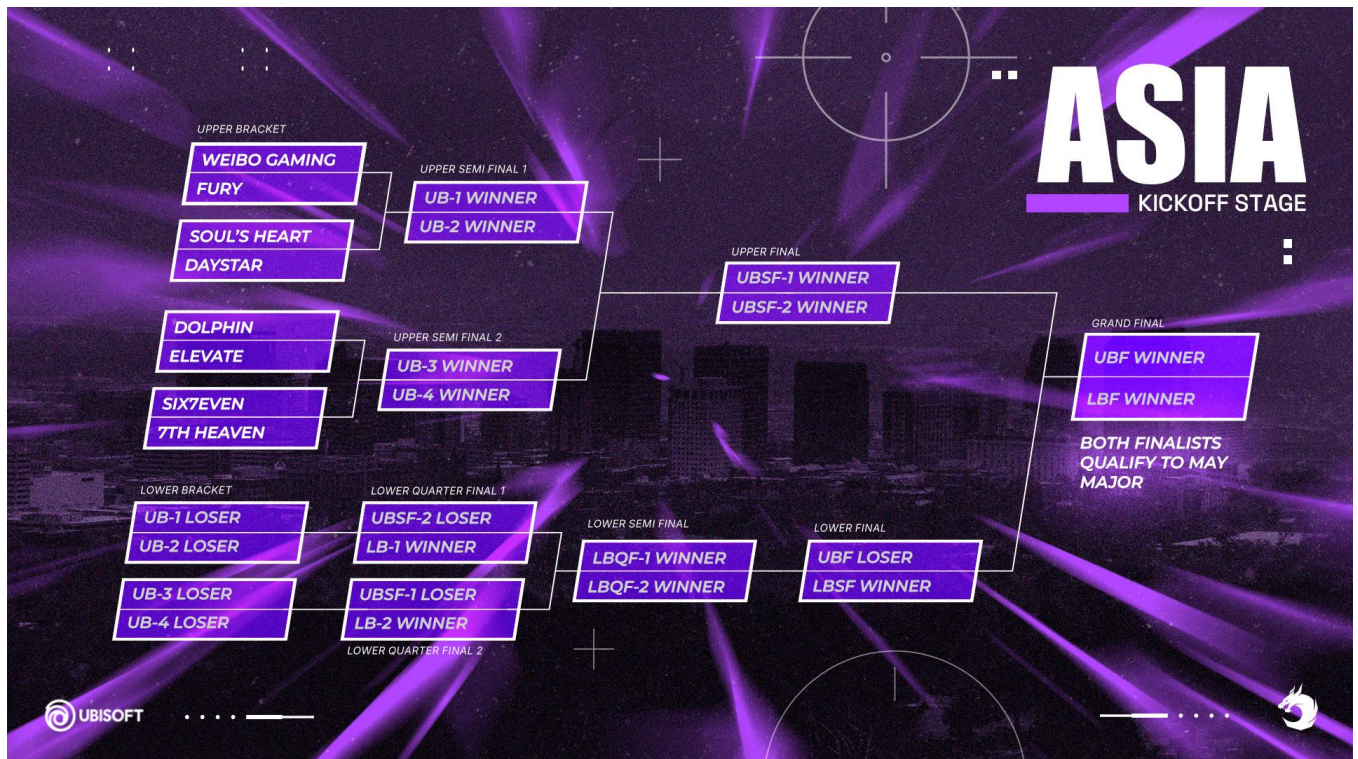 ASIA
KICKOFF STAGE
UPPER BRACKET
WEIBO GAMING
FURY
SOUL'S HEART
DAYSTAR
DOLPHIN
ELEVATE
SIX7EVEN
7TH HEAVEN
UPPER SEMI FINAL 1
UB-1 WINNER
UB-2 WINNER
UPPER SEMI FINAL 2
UB-3 WINNER
UB-4 WINNER
UPPER FINAL
UBSF-1 WINNER
UBSF-2 WINNER
GRAND FINAL
UBF WINNER
LBF WINNER
BOTH FINALISTS
QUALIFY TO MAY
MAJOR
LOWER BRACKET
UB-1 LOSER
UB-2 LOSER
UB-3 LOSER
UB-4 LOSER
LOWER QUARTER FINAL 1
UBSF-2 LOSER
LB-1 WINNER
UBSF-1 LOSER
LB-2 WINNER
LOWER QUARTER FINAL 2
LOWER SEMI FINAL
LBQF-1 WINNER
LBQF-2 WINNER
LOWER FINAL
UBF LOSER
LBSF WINNER
UBISOFT